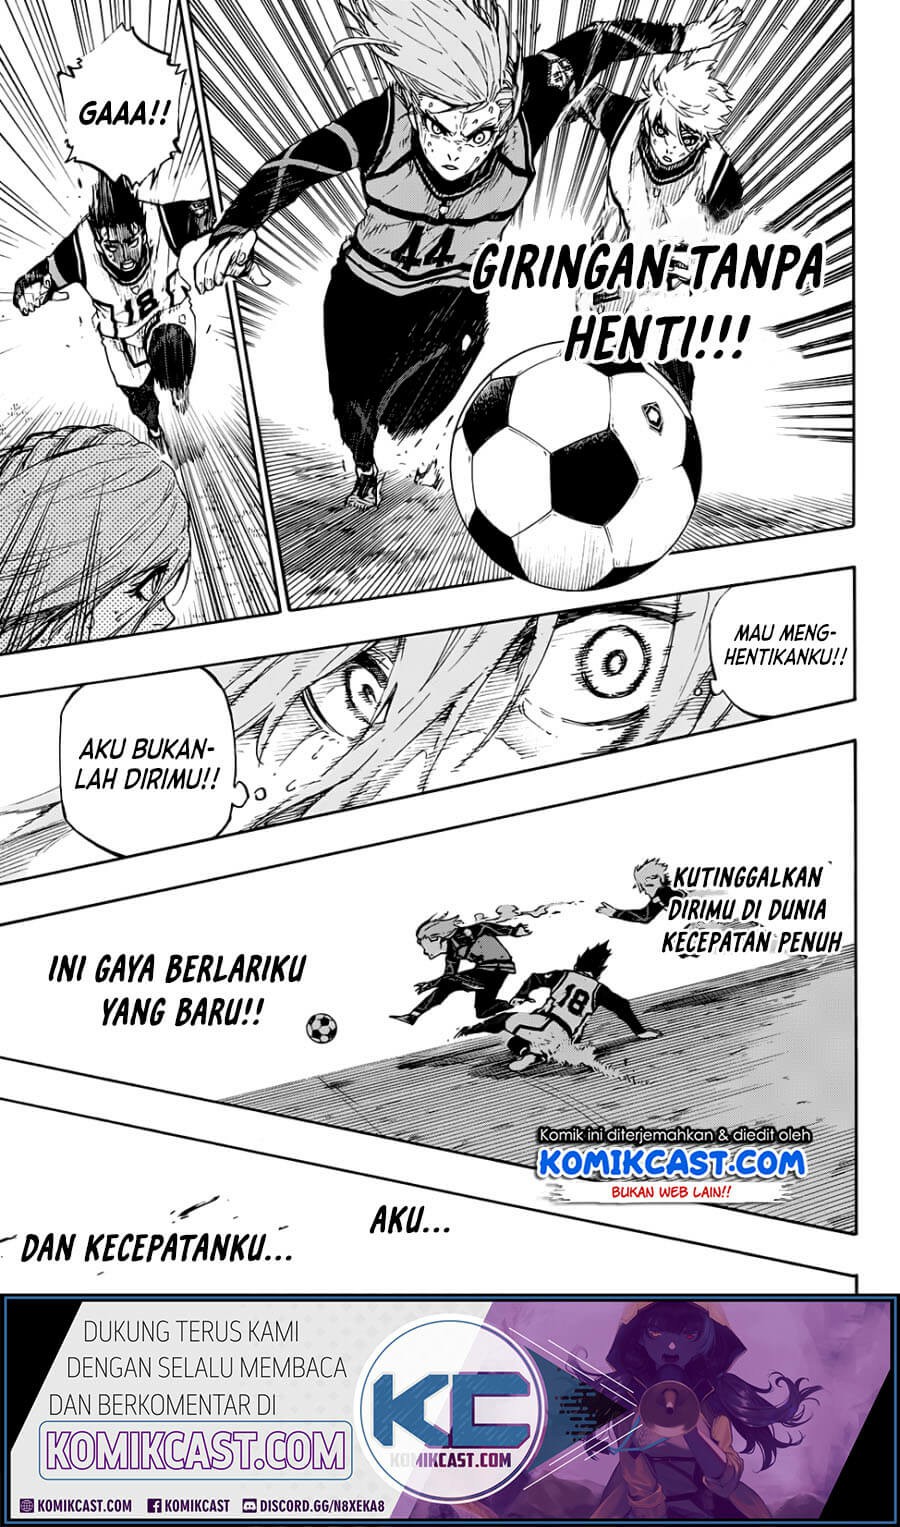 GIRINGAN TANPA
HENTI!!!
44
GAAA!!
18
MAU MENG-
HENTIKANKU!!
AKU BUKAN-
LAH DIRIMU!!
KUTINGGALKAN
DIRIMU DI DUNIA
KECEPATAN PENUH
18
INI GAYA BERLARIKU
YANG BARU!!
Komik ini diterjemahkan & diedit oleh
KOMIKCAST.COM
BUKAN WEB LAIN!!
AKU...
DAN KECEPATANKU...
DUKUNG TERUS KAMI
DENGAN SELALU MEMBACA
DAN BERKOMENTAR DI
KOMIKCAST.COM
KC
KOMIKCAST.COM
KOMIKCAST.COM
KOMIKCAST
DISCORD.GG/N8XEKA8